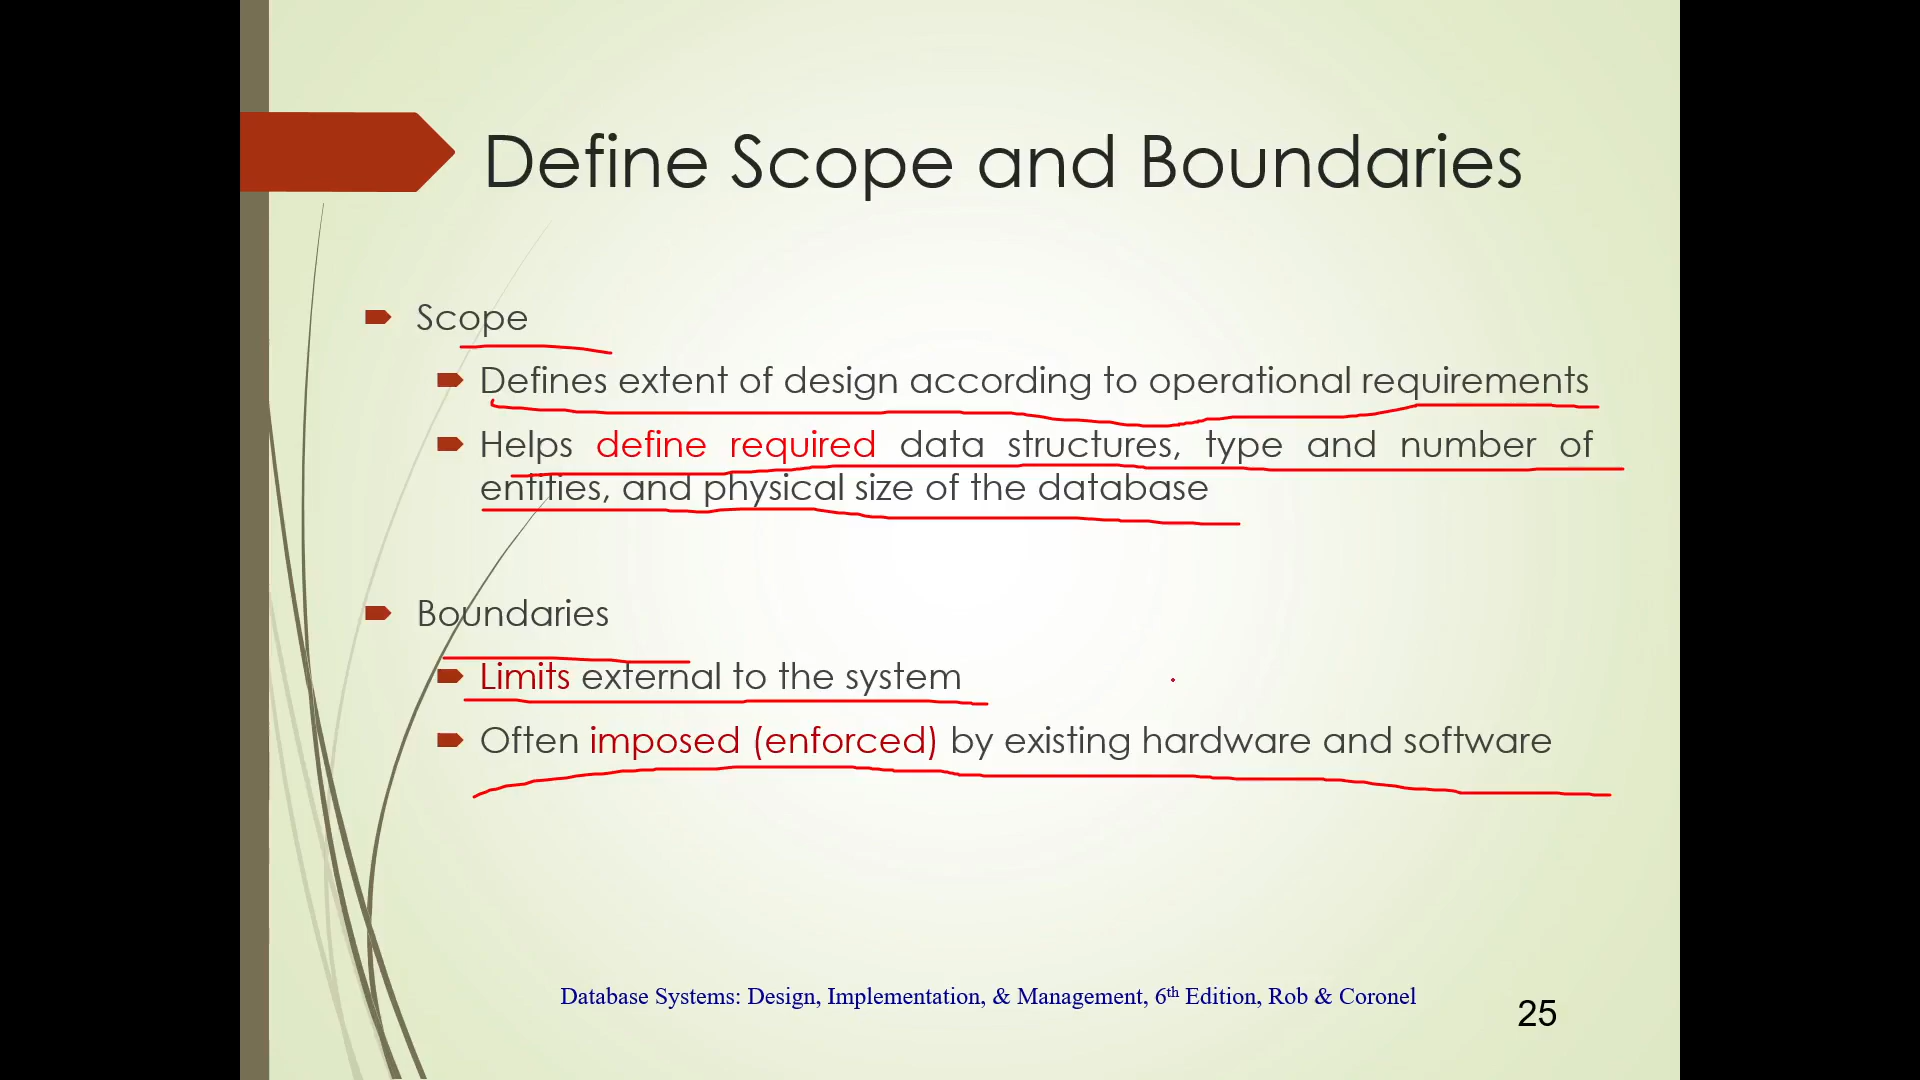 Define Scope and Boundaries
Scope
Defines extent of design according to operational requirements
Helps define required data structures, type and number of
entities, and physical size of the database
Boundaries
Limits external to the system
Often imposed (enforced) by existing hardware and software
Database Systems: Design, Implementation, & Management, 6th Edition, Rob & Coronel
25